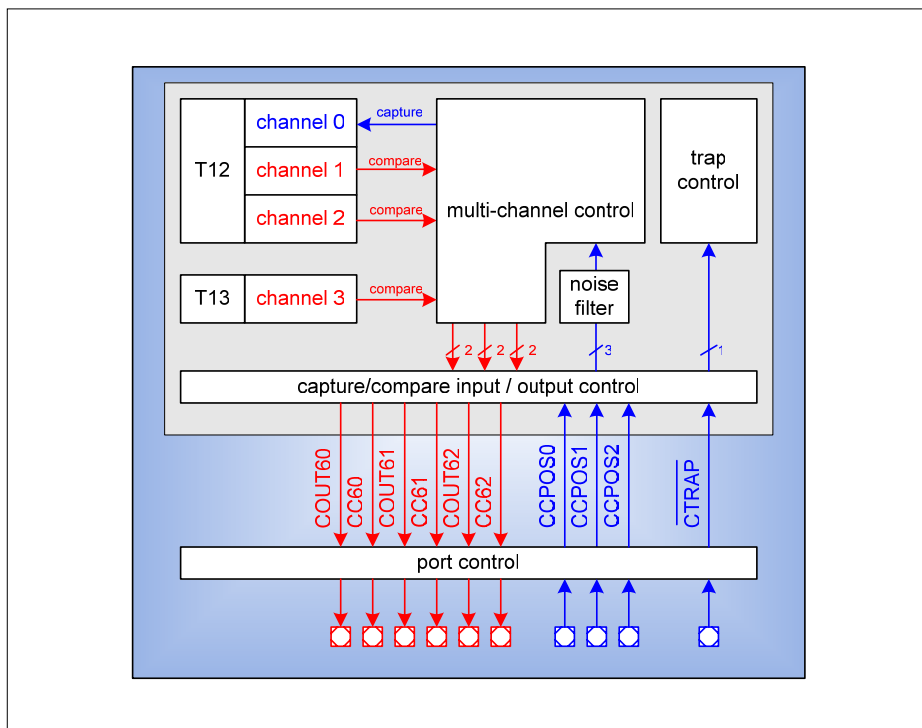 T12
channel 0
channel 1
channel 2
capture
compare
compare
multi-channel control
trap
control
T13
channel 3
compare
noise
filter
2
2
2
3
1
capture/compare input / output control
COUT60
CC60
COUT61
CC61
COUT62
CC62
CCPOS0
CCPOS1
CCPOS2
CTRAP
port control